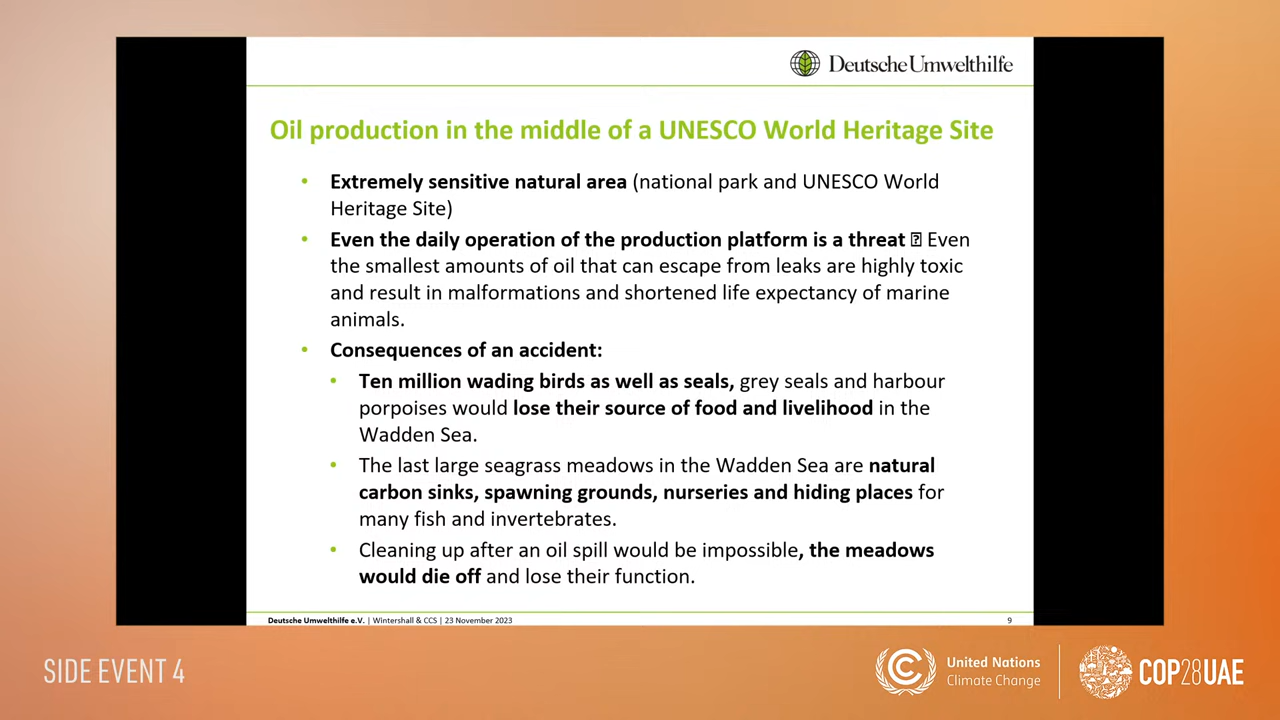 Deutsche Umwelthilfe
Oil production in the middle of a UNESCO World Heritage Site
• Extremely sensitive natural area (national park and UNESCO World
Heritage Site)
• Even the daily operation of the production platform is a threat ⍰ Even
the smallest amounts of oil that can escape from leaks are highly toxic
and result in malformations and shortened life expectancy of marine
animals.
• Consequences of an accident:
• Ten million wading birds as well as seals, grey seals and harbour
porpoises would lose their source of food and livelihood in the
Wadden Sea.
• The last large seagrass meadows in the Wadden Sea are natural
carbon sinks, spawning grounds, nurseries and hiding places for
many fish and invertebrates.
• Cleaning up after an oil spill would be impossible, the meadows
would die off and lose their function.
Deutsche Umwelthilfe e.V. | Wintershall & CCS | 23 November 2023 9
SIDE EVENT 4
United Nations
Climate Change
COP28UAE